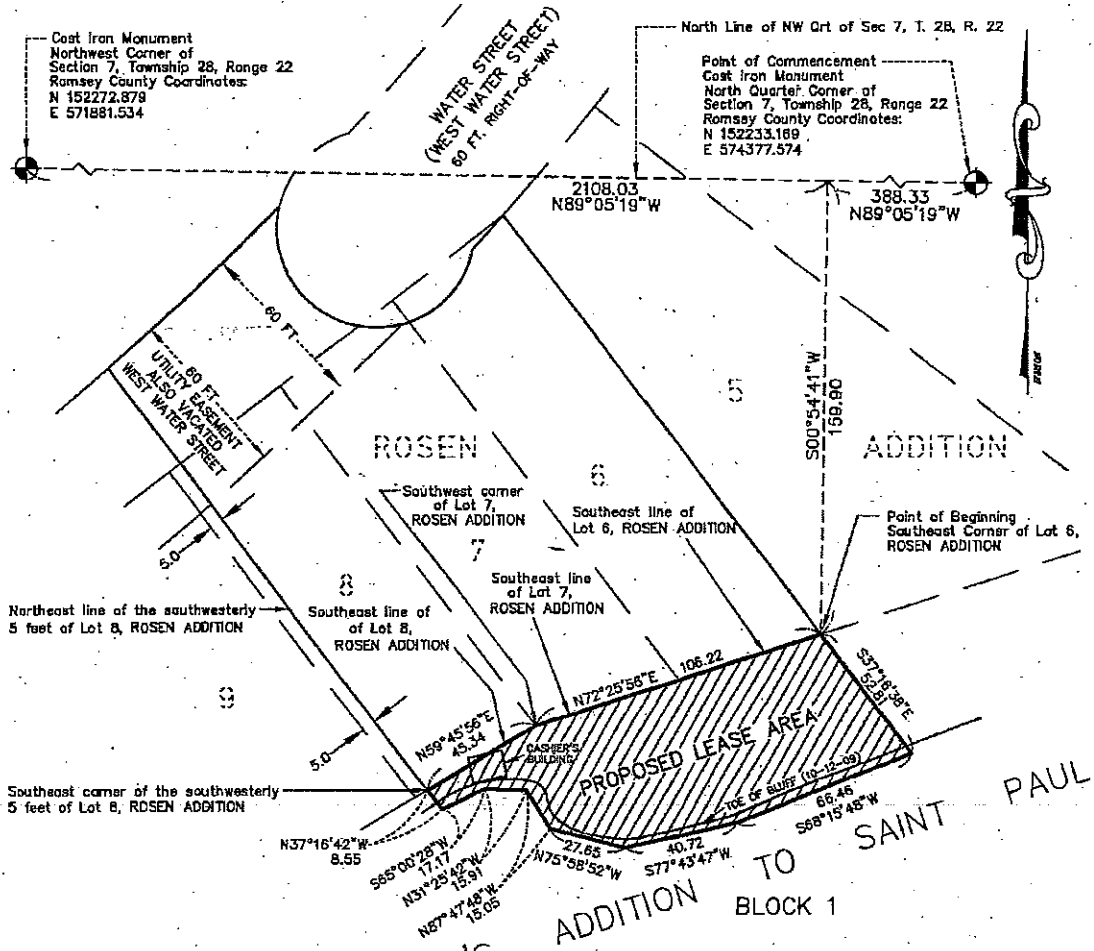 Cast Iron Monument
Northwest Corner of
Section 7, Township 28, Range 22
Ramsey County Coordinates:
N 152272.879
E 571881.534
WATER STREET
(WEST WATER STREET)
60 FT. RIGHT-OF-WAY
North Line of NW Qrt of Sec 7, T. 28, R. 22
Point of Commencement
Cast Iron Monument
North Quarter Corner of
Section 7, Township 28, Range 22
Ramsey County Coordinates:
N 152233.169
E 574377.574
2108.03
N89°05'19"W
388.33
N89°05'19"W
60 FT
60 FT
UTILITY EASEMENT
ALSO VACATED
WEST WATER STREET
S00°54'41"W
159.90
5
ROSEN
ADDITION
6
Southwest corner
of Lot 7,
ROSEN ADDITION
Southeast line of
Lot 6, ROSEN ADDITION
Point of Beginning
Southeast Corner of Lot 6,
ROSEN ADDITION
7
5.0
8
Southeast line
of Lot 7,
ROSEN ADDITION
Northeast line of the southwesterly
5 feet of Lot 8, ROSEN ADDITION
Southeast line of
of Lot 8,
ROSEN ADDITION
9
N72°25'56"E
106.22
S37°16'38"E
52.81
N59°45'56"E
45.34
CASHIER'S
BUILDING
PROPOSED LEASE AREA
5.0
Southeast corner of the southwesterly
5 feet of Lot 8, ROSEN ADDITION
TOE OF BLUFF (10-12-09)
66.46
S68°15'48"W
N37°16'42"W
8.55
S65°00'28"W
17.17
N31°25'42"W
15.91
N87°47'48"W
15.05
27.65
N75°58'52"W
40.72
S77°43'47"W
ADDITION TO SAINT PAUL
BLOCK 1